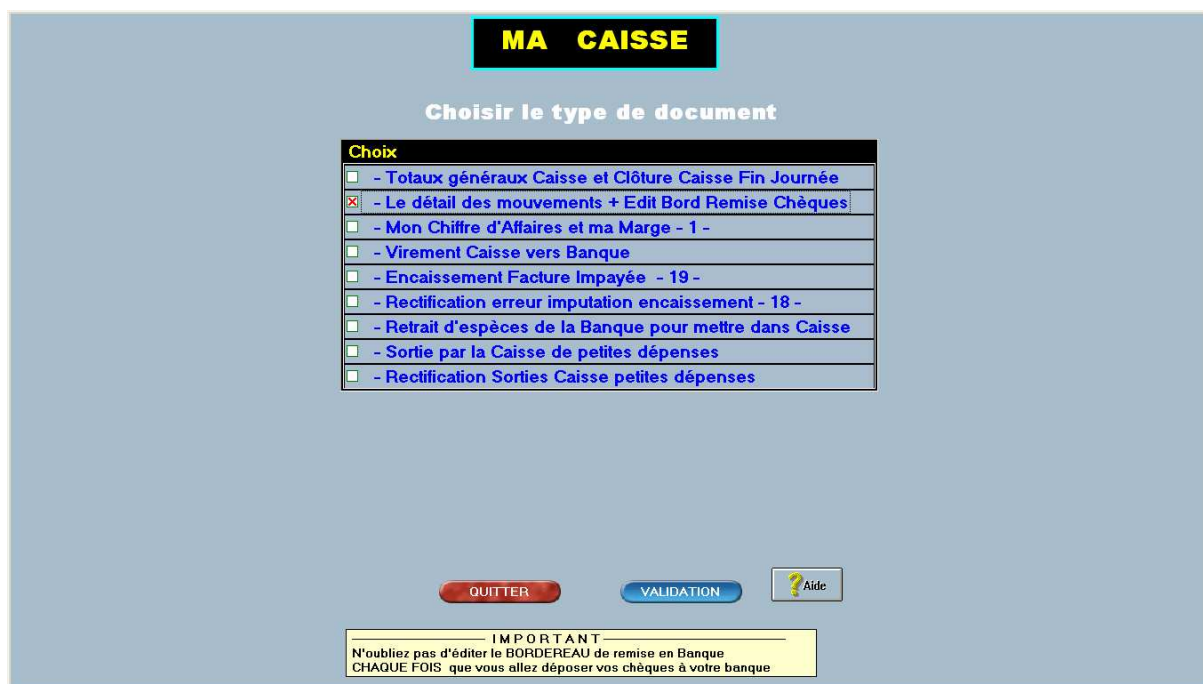 MA CAISSE
Choisir le type de document
Choix
- Totaux généraux Caisse et Clôture Caisse Fin Journée
- Le détail des mouvements + Edit Bord Remise Chèques
- Mon Chiffre d'Affaires et ma Marge - 1 -
- Virement Caisse vers Banque
- Encaissement Facture Impayée - 19 -
- Rectification erreur imputation encaissement - 18 -
- Retrait d'espèces de la Banque pour mettre dans Caisse
- Sortie par la Caisse de petites dépenses
- Rectification Sorties Caisse petites dépenses
QUITTER VALIDATION ? Aide
IMPORTANT
N'oubliez pas d'éditer le BORDEREAU de remise en Banque
CHAQUE FOIS que vous allez déposer vos chèques à votre banque